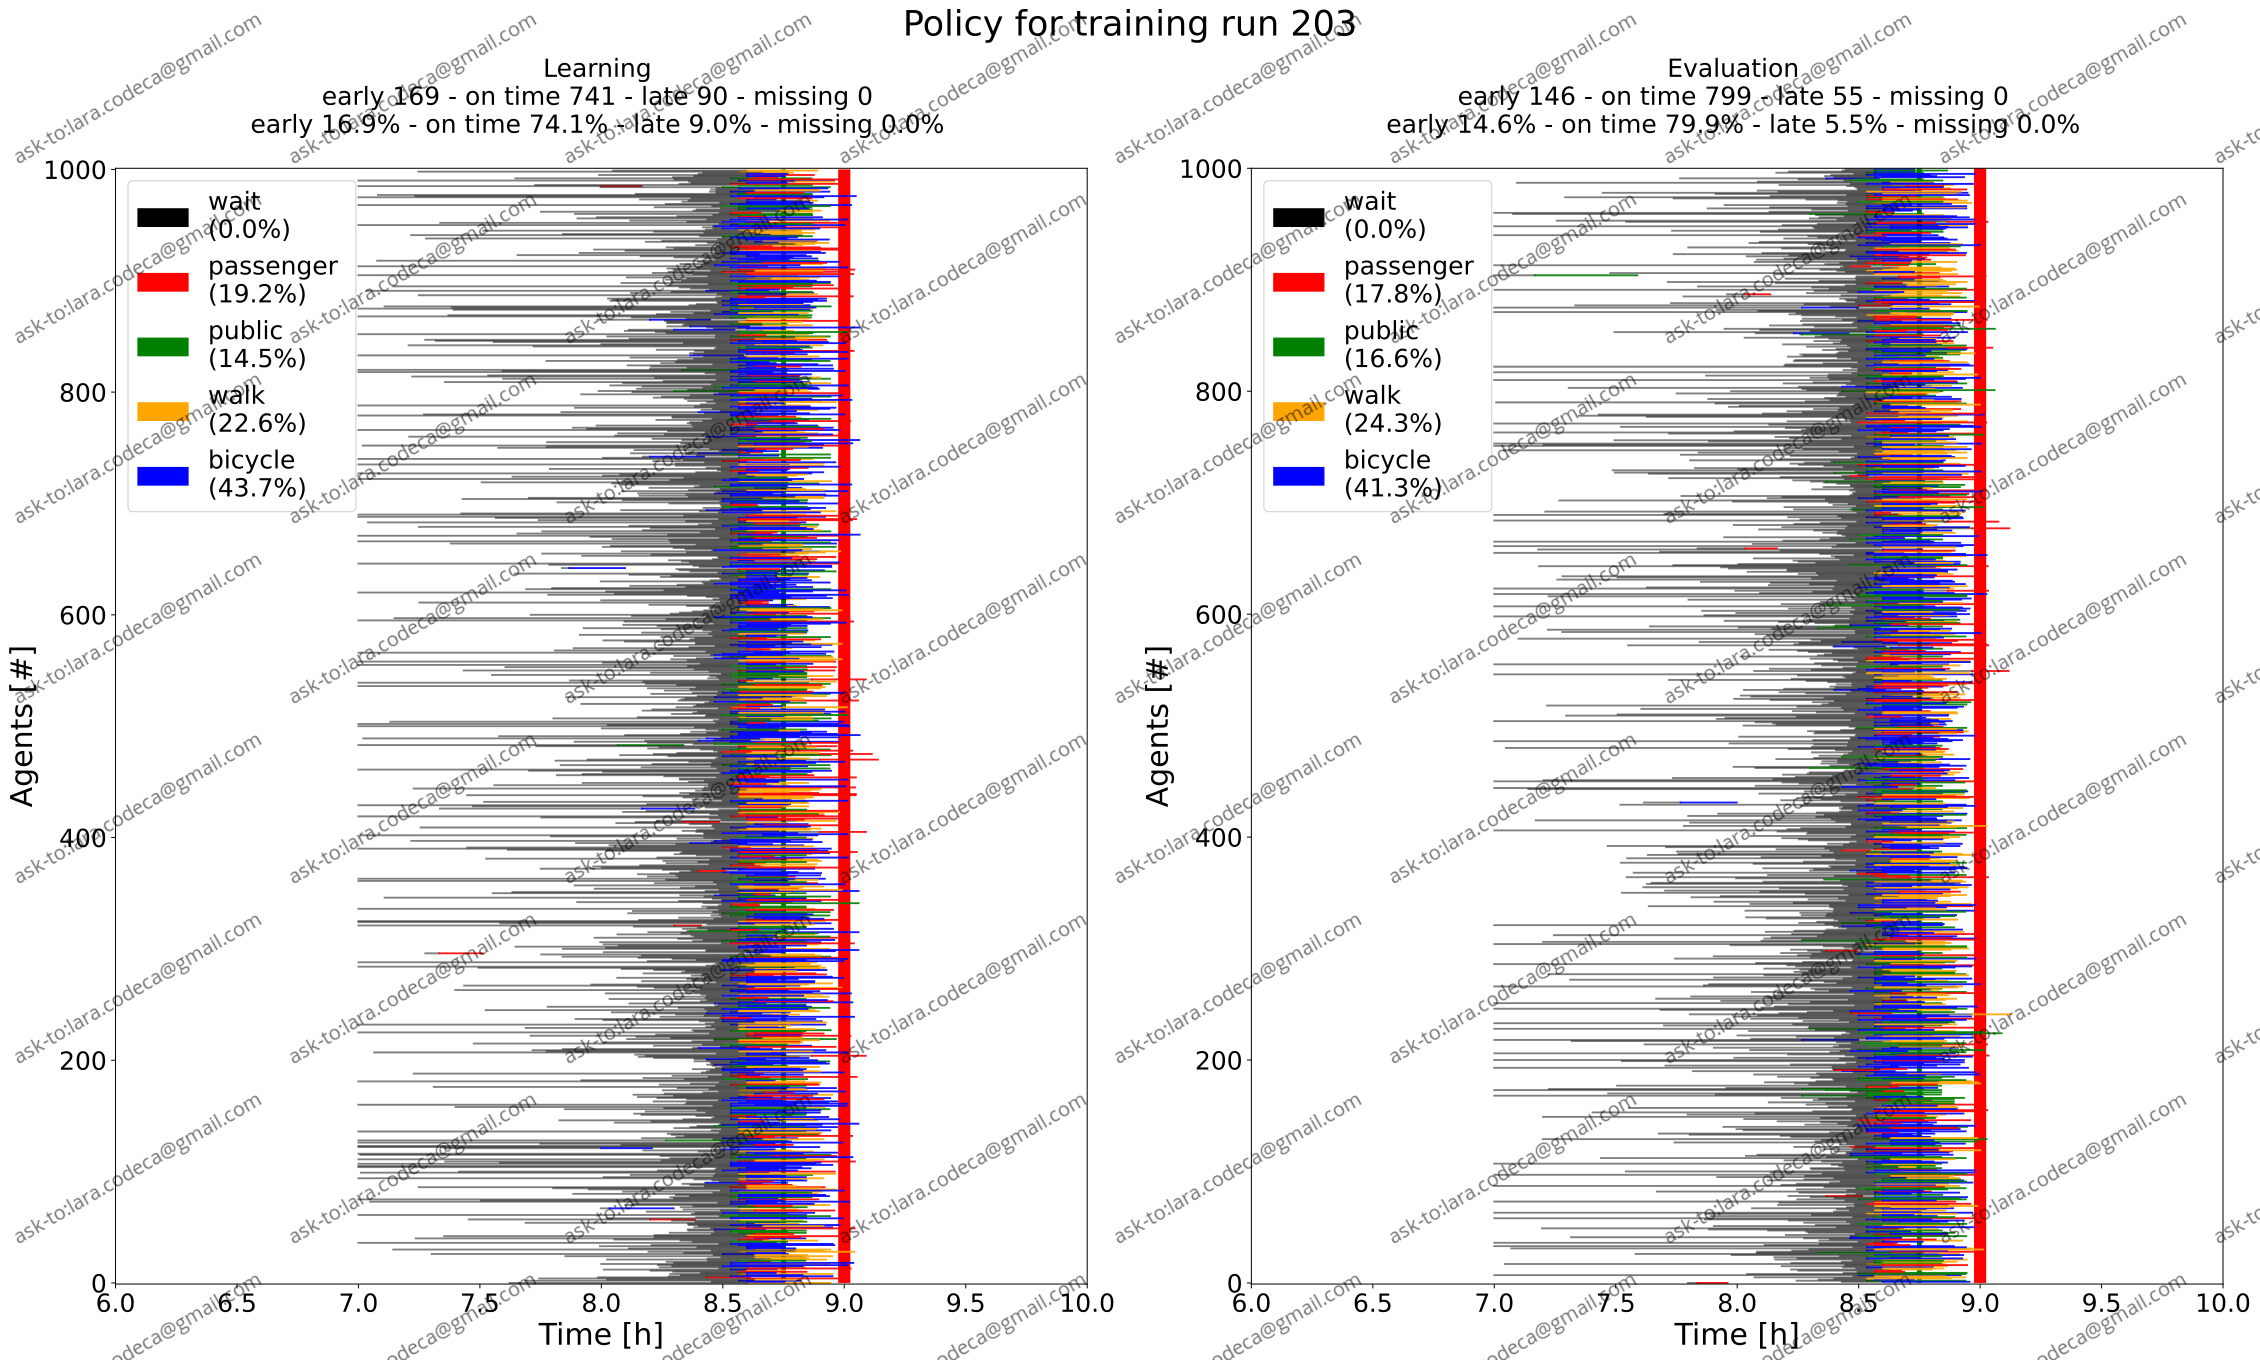 Policy for training run 203
Learning
early 169 - on time 741 - late 90 - missing 0
early 16.9% - on time 74.1% - late 9.0% - missing 0.0%
1000
800
600
400
200
0
Agents [#]
wait
(0.0%)
passenger
(19.2%)
public
(14.5%)
walk
(22.6%)
bicycle
(43.7%)
6.0 6.5 7.0 7.5 8.0 8.5 9.0 9.5 10.0
Time [h]
Evaluation
early 146 - on time 799 - late 55 - missing 0
early 14.6% - on time 79.9% - late 5.5% - missing 0.0%
1000
800
600
400
200
0
Agents [#]
wait
(0.0%)
passenger
(17.8%)
public
(16.6%)
walk
(24.3%)
bicycle
(41.3%)
6.0 6.5 7.0 7.5 8.0 8.5 9.0 9.5 10.0
Time [h]
ask-to:lara.codeca@gmail.com